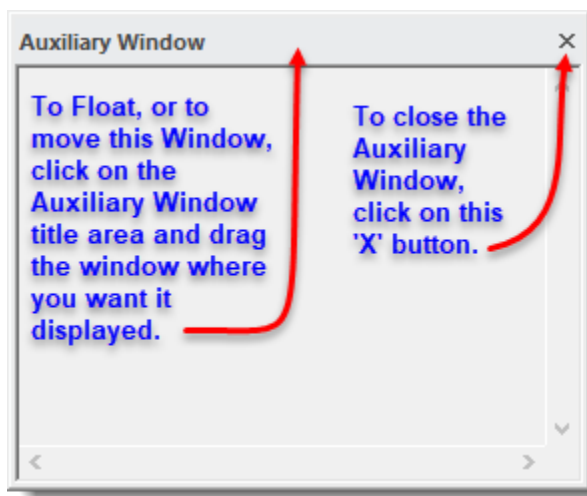 Auxiliary Window
To Float, or to
move this Window,
click on the
Auxiliary Window
title area and drag
the window where
you want it
displayed.
To close the
Auxiliary
Window,
click on this
'X' button.